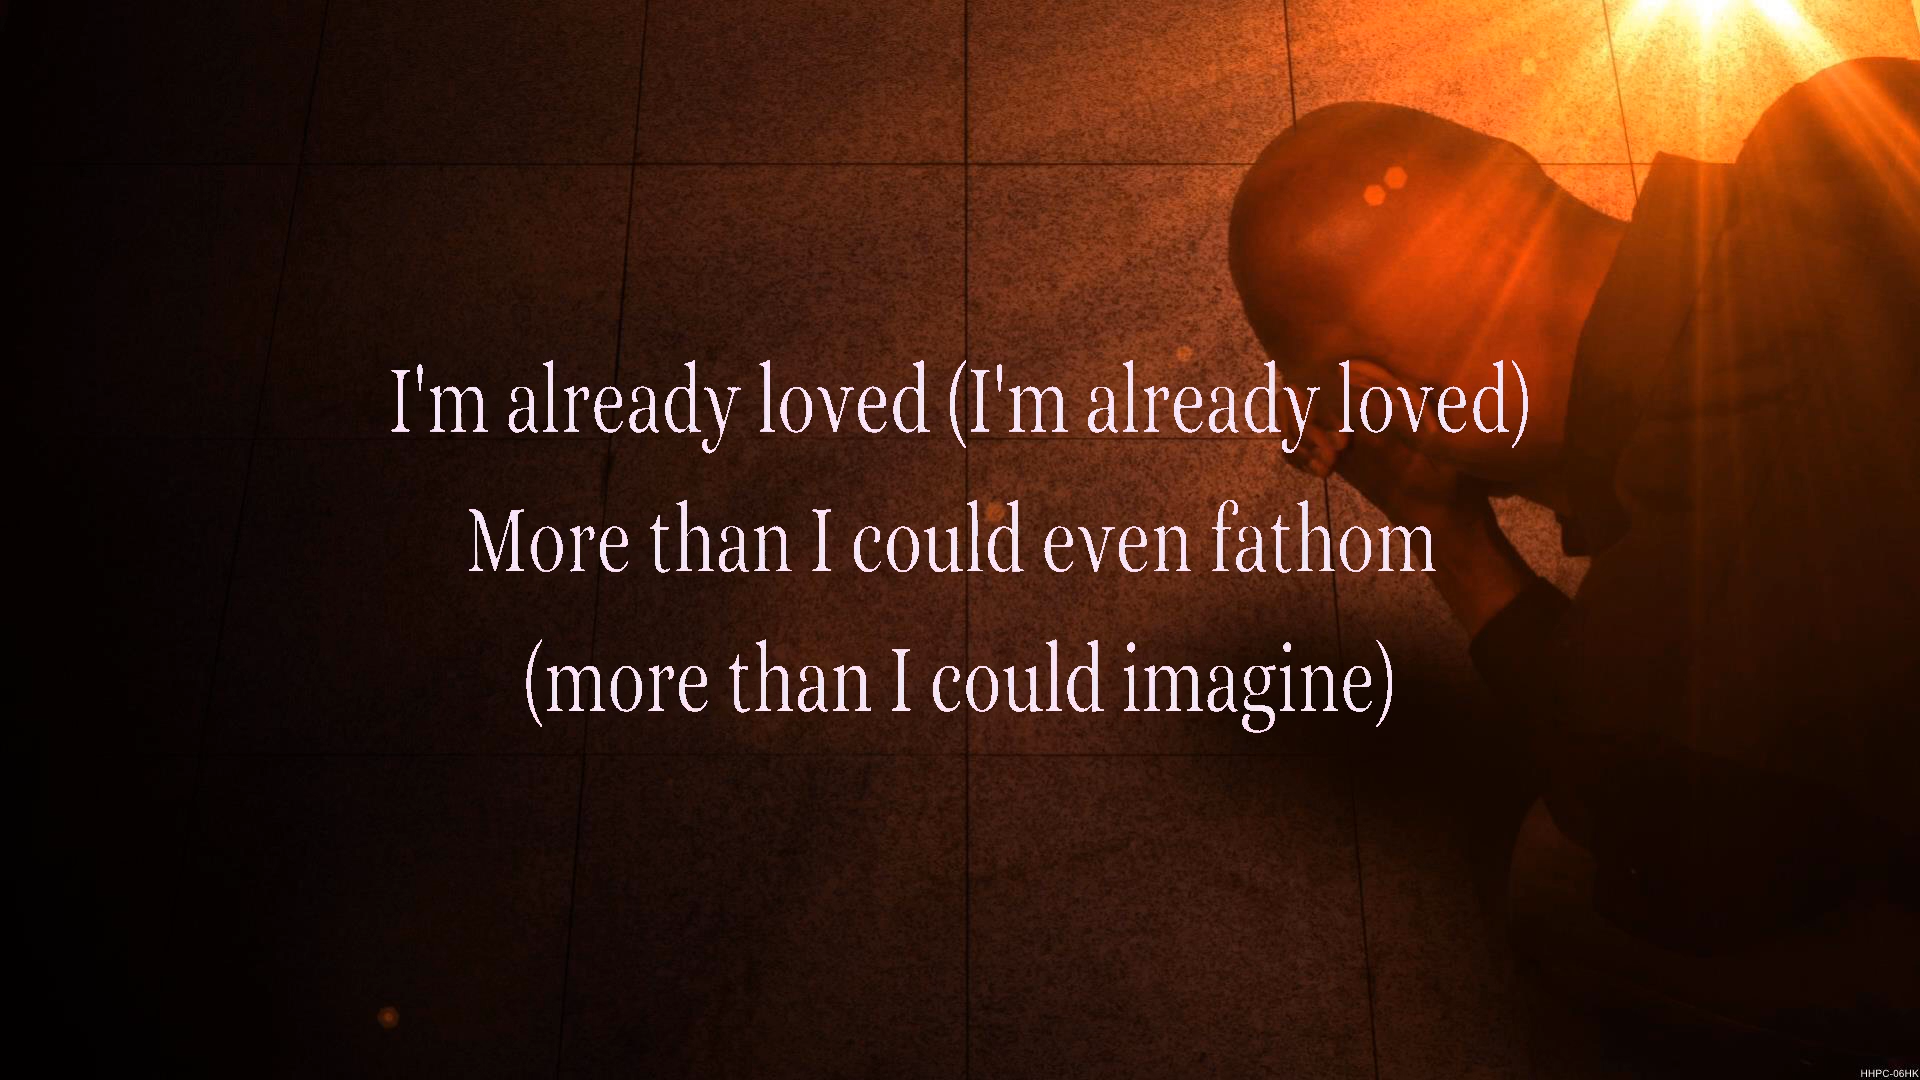 I'm already loved (I'm already loved)
More than I could even fathom
(more than I could imagine)
HHPC-06HK